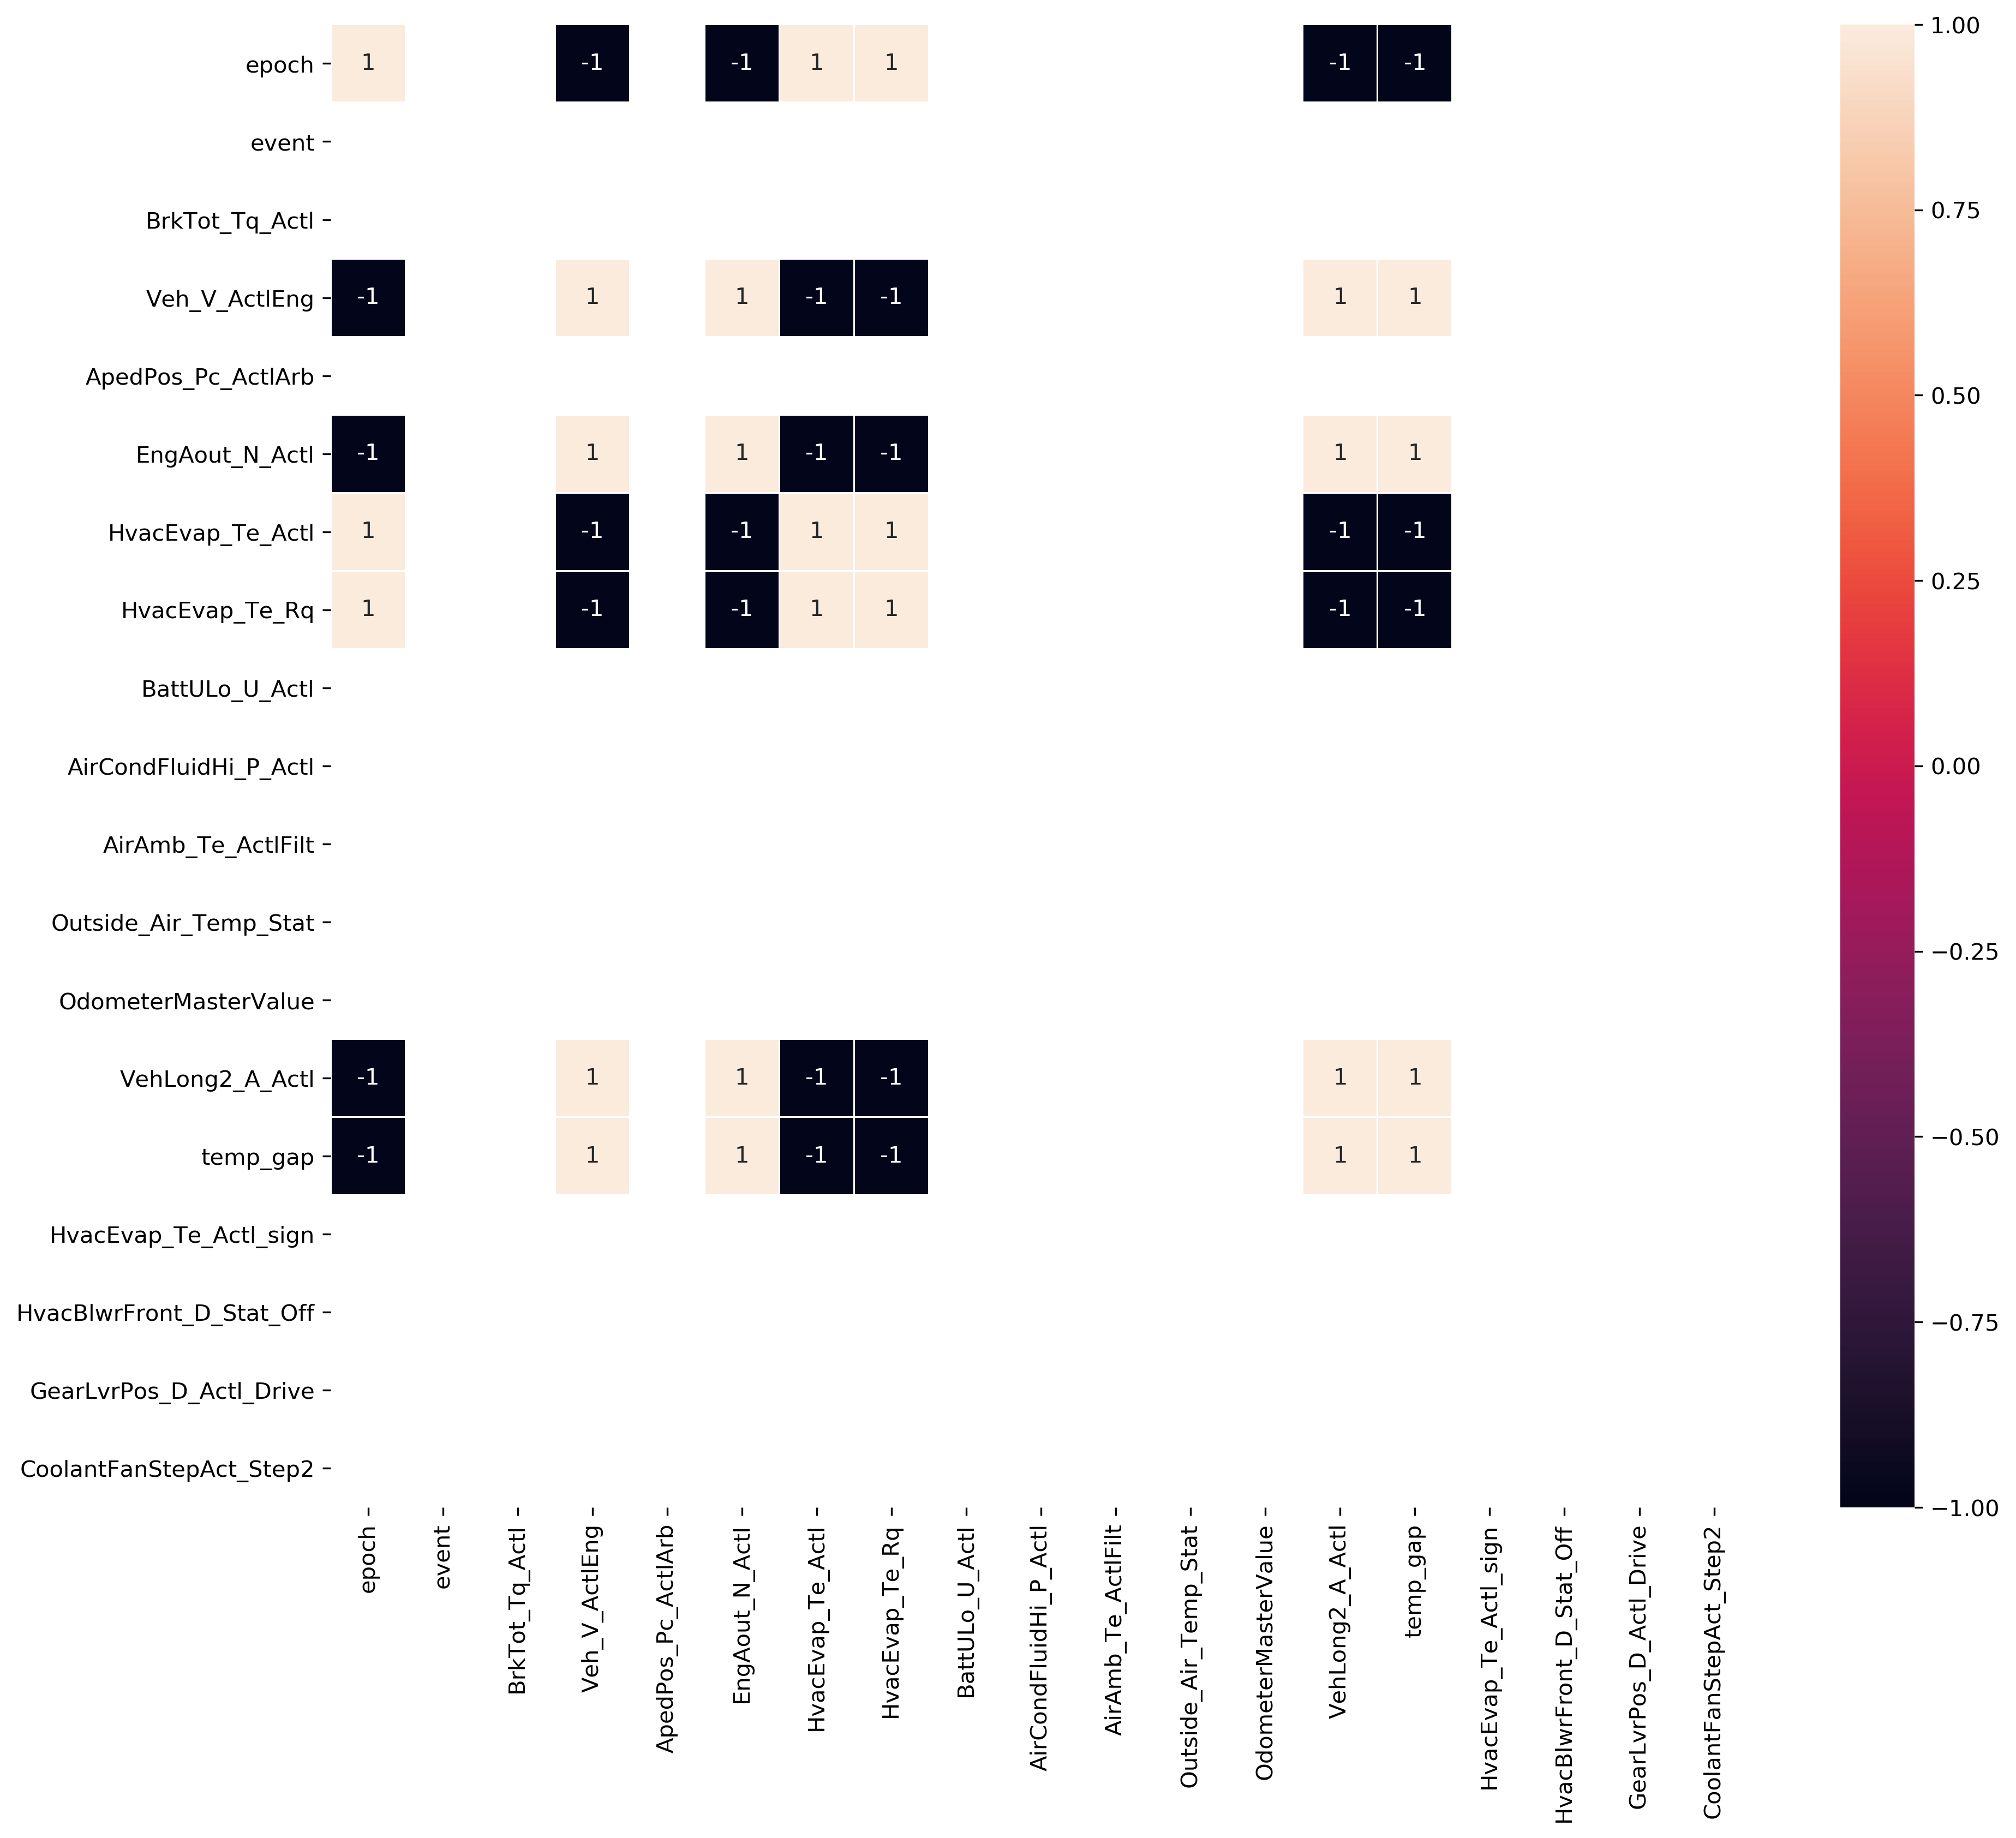 epoch 1 -1 -1 1 1 -1 -1
event
BrkTot_Tq_Actl
Veh_V_ActlEng -1 1 1 -1 -1 1 1
ApedPos_Pc_ActlArb
EngAout_N_Actl -1 1 1 -1 -1 1 1
HvacEvap_Te_Actl 1 -1 -1 1 1 -1 -1
HvacEvap_Te_Rq 1 -1 -1 1 1 -1 -1
BattULo_U_Actl
AirCondFluidHi_P_Actl
AirAmb_Te_ActlFilt
Outside_Air_Temp_Stat
OdometerMasterValue
VehLong2_A_Actl -1 1 1 -1 -1 1 1
temp_gap -1 1 1 -1 -1 1 1
HvacEvap_Te_Actl_sign
HvacBlwrFront_D_Stat_Off
GearLvrPos_D_Actl_Drive
CoolantFanStepAct_Step2
epoch
event
BrkTot_Tq_Actl
Veh_V_ActlEng
ApedPos_Pc_ActlArb
EngAout_N_Actl
HvacEvap_Te_Actl
HvacEvap_Te_Rq
BattULo_U_Actl
AirCondFluidHi_P_Actl
AirAmb_Te_ActlFilt
Outside_Air_Temp_Stat
OdometerMasterValue
VehLong2_A_Actl
temp_gap
HvacEvap_Te_Actl_sign
HvacBlwrFront_D_Stat_Off
GearLvrPos_D_Actl_Drive
CoolantFanStepAct_Step2
1.00
0.75
0.50
0.25
0.00
−0.25
−0.50
−0.75
−1.00